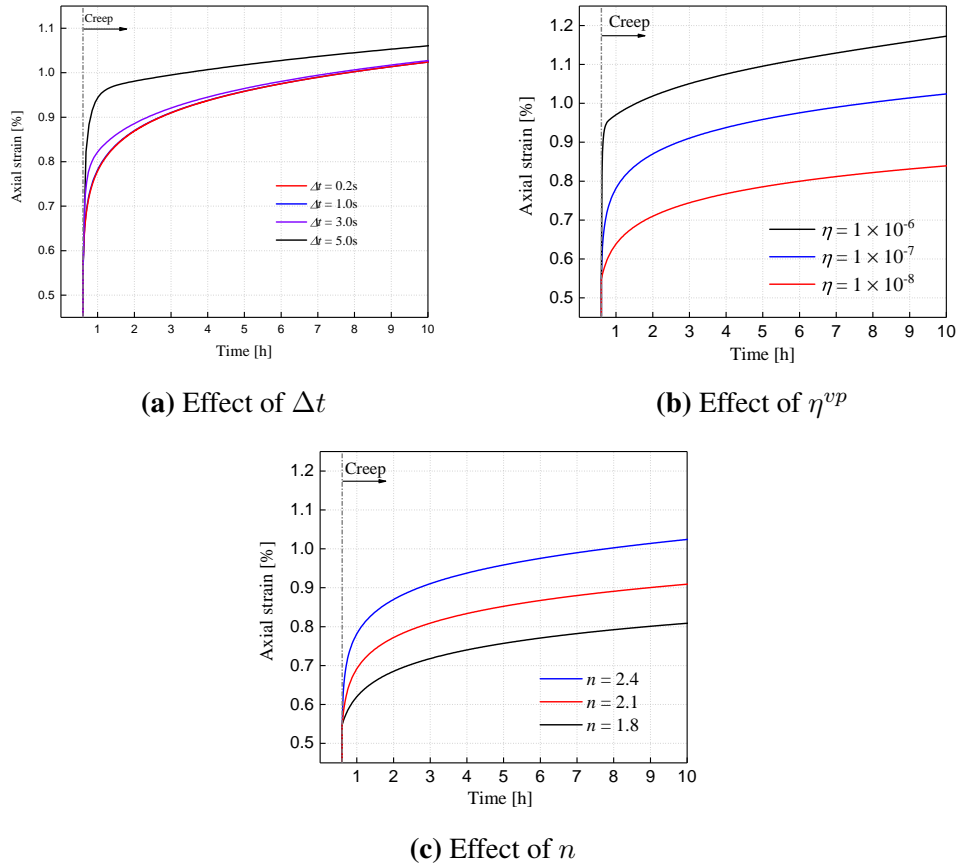 1.1
1.0
0.9
0.8
0.7
0.6
0.5
Axial strain [%]
Creep
Δt = 0.2s
Δt = 1.0s
Δt = 3.0s
Δt = 5.0s
1 2 3 4 5 6 7 8 9 10
Time [h]
(a) Effect of Δt
1.2
1.1
1.0
0.9
0.8
0.7
0.6
0.5
Axial strain [%]
Creep
η = 1 × 10⁻⁶
η = 1 × 10⁻⁷
η = 1 × 10⁻⁸
1 2 3 4 5 6 7 8 9 10
Time [h]
(b) Effect of ηᵛᵖ
1.2
1.1
1.0
0.9
0.8
0.7
0.6
0.5
Axial strain [%]
Creep
n = 2.4
n = 2.1
n = 1.8
1 2 3 4 5 6 7 8 9 10
Time [h]
(c) Effect of n